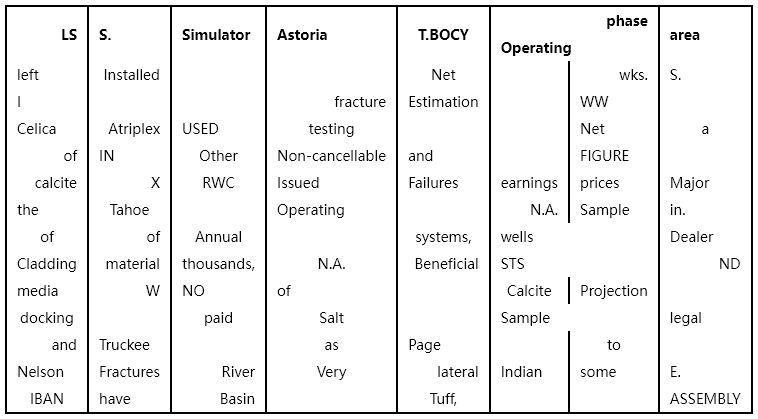 LS S. Simulator Astoria T.BOCY phase Operating area
left Installed Net wks. S.
I fracture Estimation WW
Celica Atriplex USED testing Net a
of IN Other Non-cancellable and FIGURE
calcite X RWC Issued Failures earnings prices Major
the Tahoe Operating N.A. Sample in.
of of Annual systems, wells Dealer
Cladding material thousands, N.A. Beneficial STS ND
media W NO of Calcite Projection
docking paid Salt Sample legal
and Truckee as Page to
Nelson Fractures River Very lateral Indian some E.
IBAN have Basin Tuff, ASSEMBLY